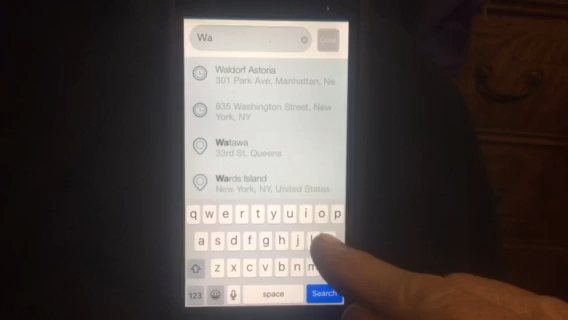 Wa
Waldorf Astoria
301 Park Ave, Manhattan, Ne
835 Washington Street, New
York, NY
Watawa
33rd St, Queens
Wards Island
New York, NY, United States
q w e r t y u i o p
a s d f g h j
z x c v b n m
123 space Search